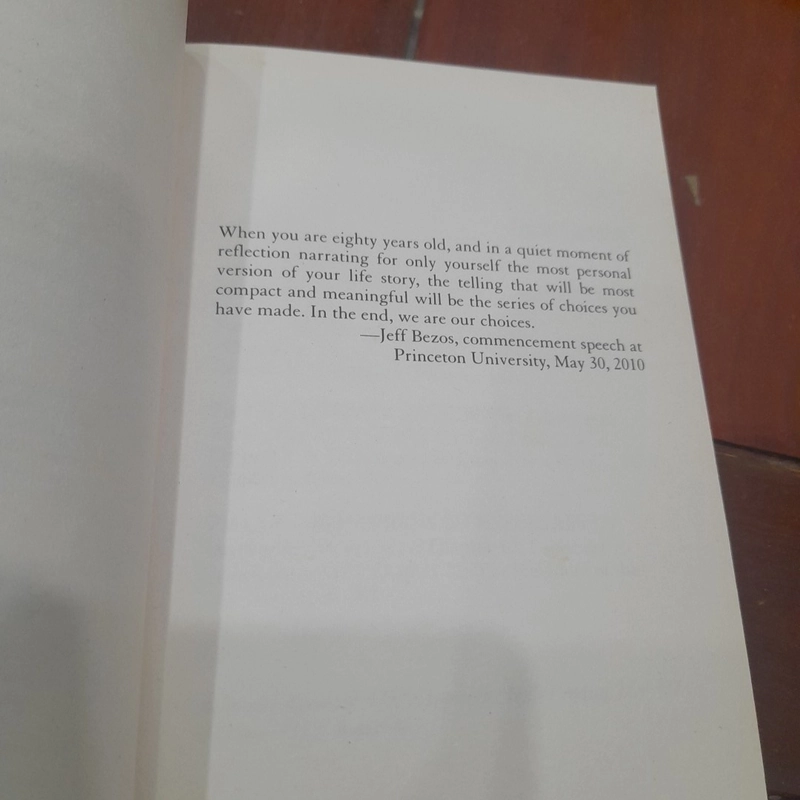 When you are eighty years old, and in a quiet moment of
reflection narrating for only yourself the most personal
version of your life story, the telling that will be most
compact and meaningful will be the series of choices you
have made. In the end, we are our choices.
—Jeff Bezos, commencement speech at
Princeton University, May 30, 2010